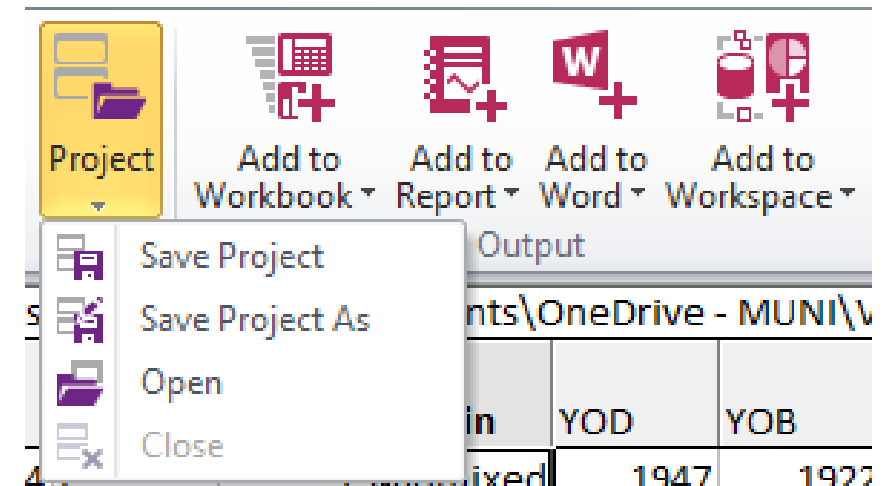 Project
Add to
Workbook
Add to
Report
Add to
Word
Add to
Workspace
Output
Save Project
Save Project As
Open
Close
nts\OneDrive - MUNI\V
in
YOD
YOB
ixed
1947
1922